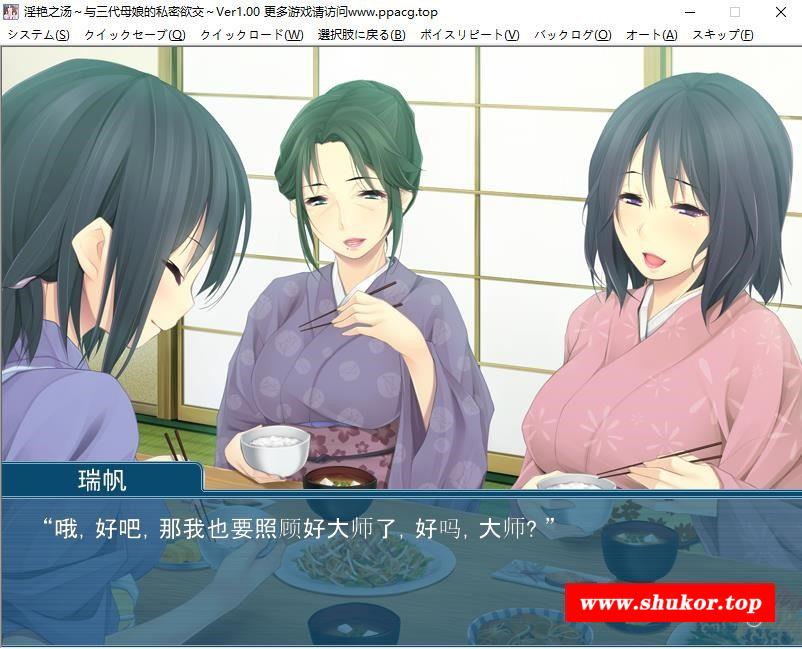 淫艳之汤～与三代母娘的私密欲交～Ver1.00 更多游戏请访问www.ppacg.top
システム(S) クイックセーブ(Q) クイックロード(W) 選択肢に戻る(B) ボイスリピート(V) バックログ(O) オート(A) スキップ(F)
瑞帆
“哦, 好吧, 那我也要照顾好大师了, 好吗, 大师? ”
www.shukor.top